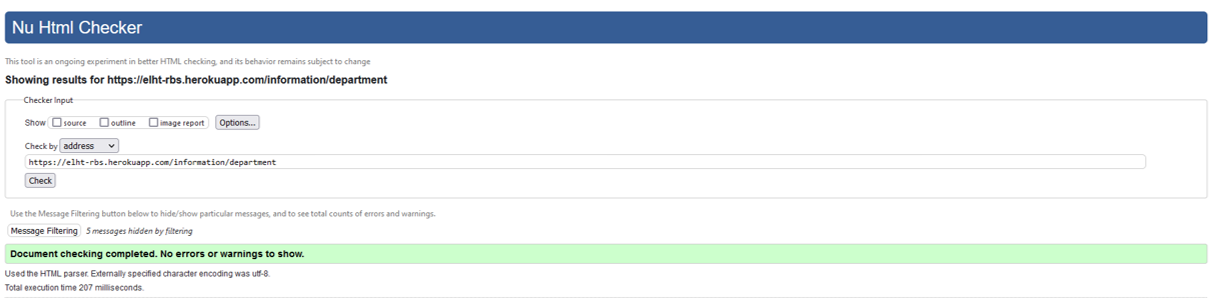 Nu Html Checker
This tool is an ongoing experiment in better HTML checking, and its behavior remains subject to change
Showing results for https://elht-rbs.herokuapp.com/information/department
Checker Input
Show source outline image report Options...
Check by address
https://elht-rbs.herokuapp.com/information/department
Check
Use the Message Filtering button below to hide/show particular messages, and to see total counts of errors and warnings.
Message Filtering 5 messages hidden by filtering
Document checking completed. No errors or warnings to show.
Used the HTML parser. Externally specified character encoding was utf-8.
Total execution time 207 milliseconds.